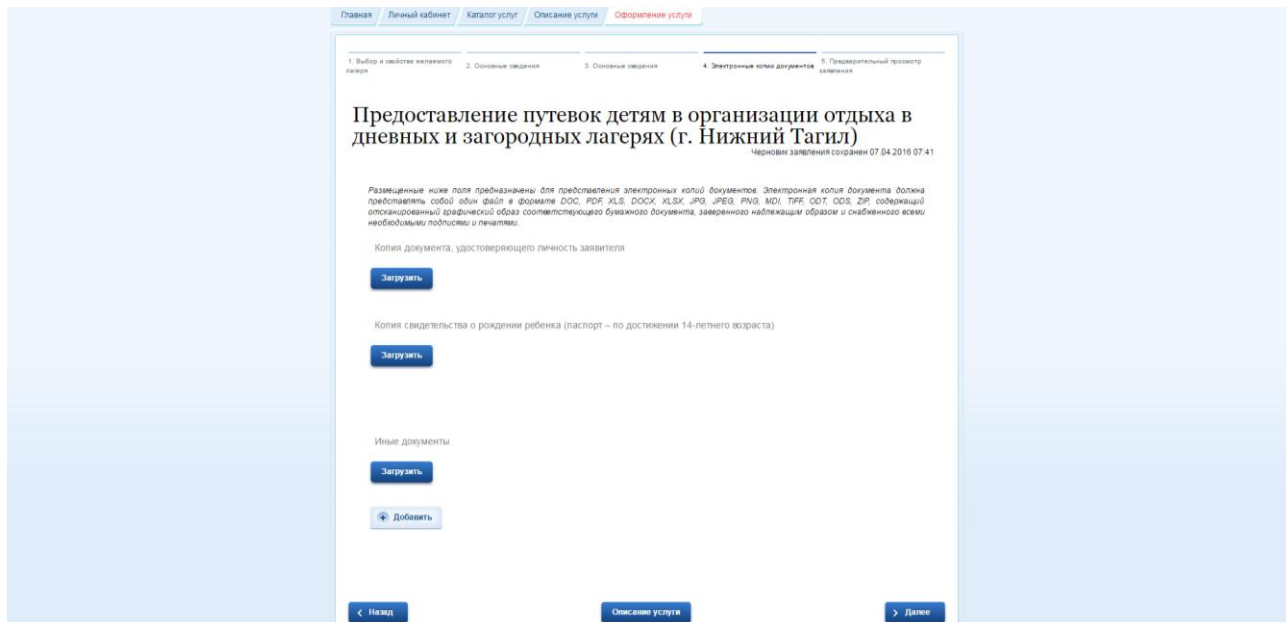 Главная Личный кабинет Каталог услуг Описание услуги Оформление услуги
1. Выбор и свойства желаемого лагеря
2. Основные сведения
3. Основные сведения
4. Электронные копии документов
5. Предварительный просмотр заявления
Предоставление путевок детям в организации отдыха в
дневных и загородных лагерях (г. Нижний Тагил)
Черновик заявления сохранен 07.04.2016 07:41
Размещенные ниже поля предназначены для представления электронных копий документов. Электронная копия документа должна
представлять собой один файл в формате DOC, PDF, XLS, DOCX, XLSX, JPG, JPEG, PNG, MDI, TIFF, ODT, ODS, ZIP, содержащий
отсканированный графический образ соответствующего бумажного документа, заверенного надлежащим образом и снабженного всеми
необходимыми подписями и печатями.
Копия документа, удостоверяющего личность заявителя
Загрузить
Копия свидетельства о рождении ребенка (паспорт – по достижении 14-летнего возраста)
Загрузить
Иные документы
Загрузить
Добавить
Назад Описание услуги Далее